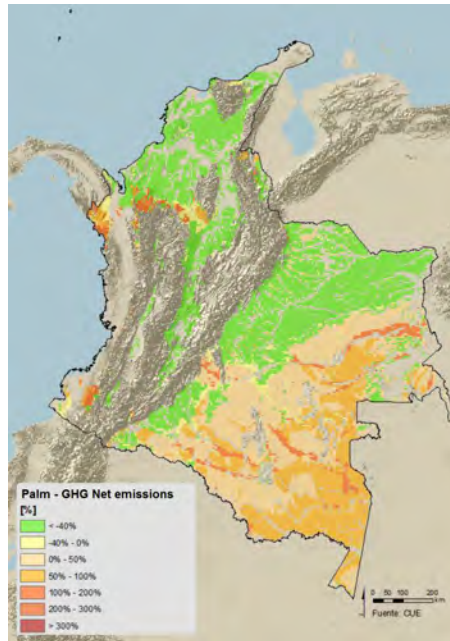 Palm - GHG Net emissions
[%]
< -40%
-40% - 0%
0% - 50%
50% - 100%
100% - 200%
200% - 300%
> 300%
0 50 100 200
Km
Fuente: CUE